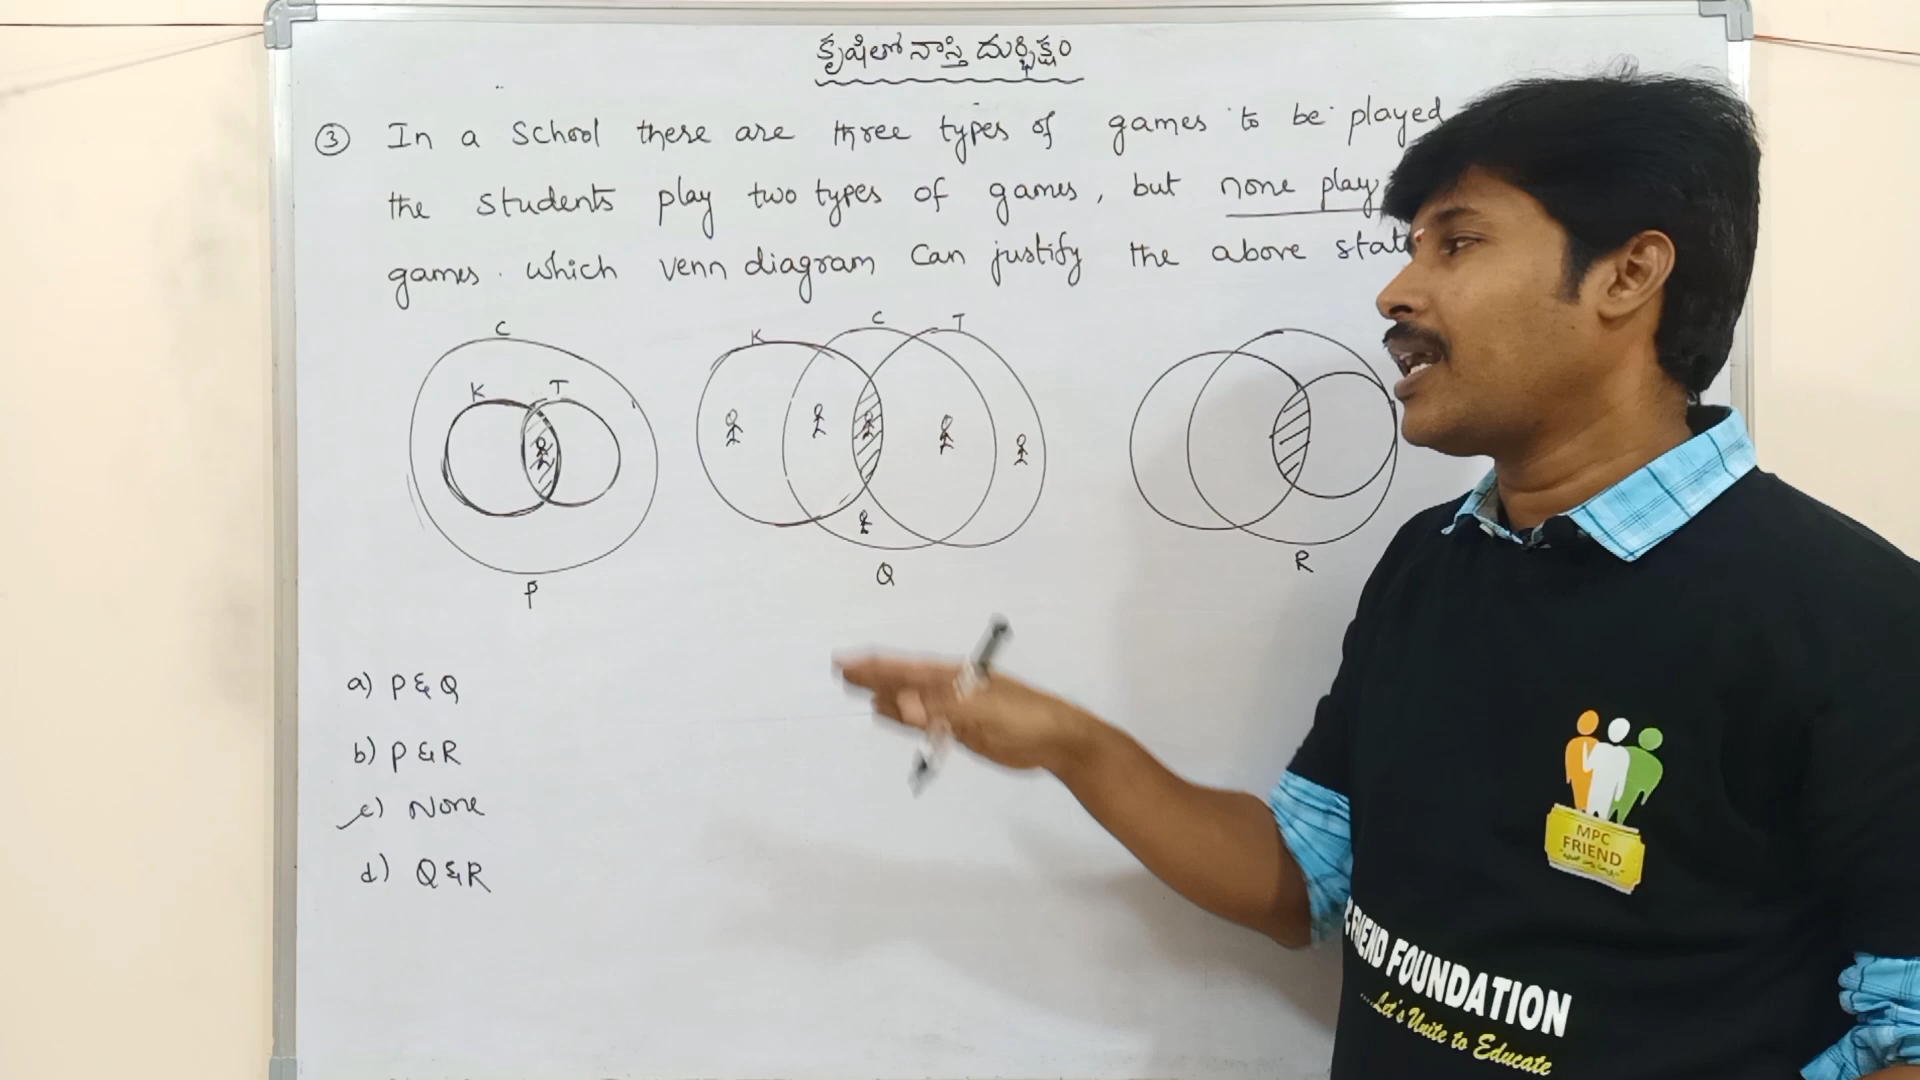 కృషితో నాస్తి దుర్భిక్షం
③ In a School there are three types of games to be played
the students play two types of games, but none play
games. which venn diagram Can justify the above state
C
K T
P
K
C
T
Q
R
a) P & Q
b) P & R
c) None
d) Q & R
MPC
FRIEND
FRIEND FOUNDATION
....Let's Unite to Educate